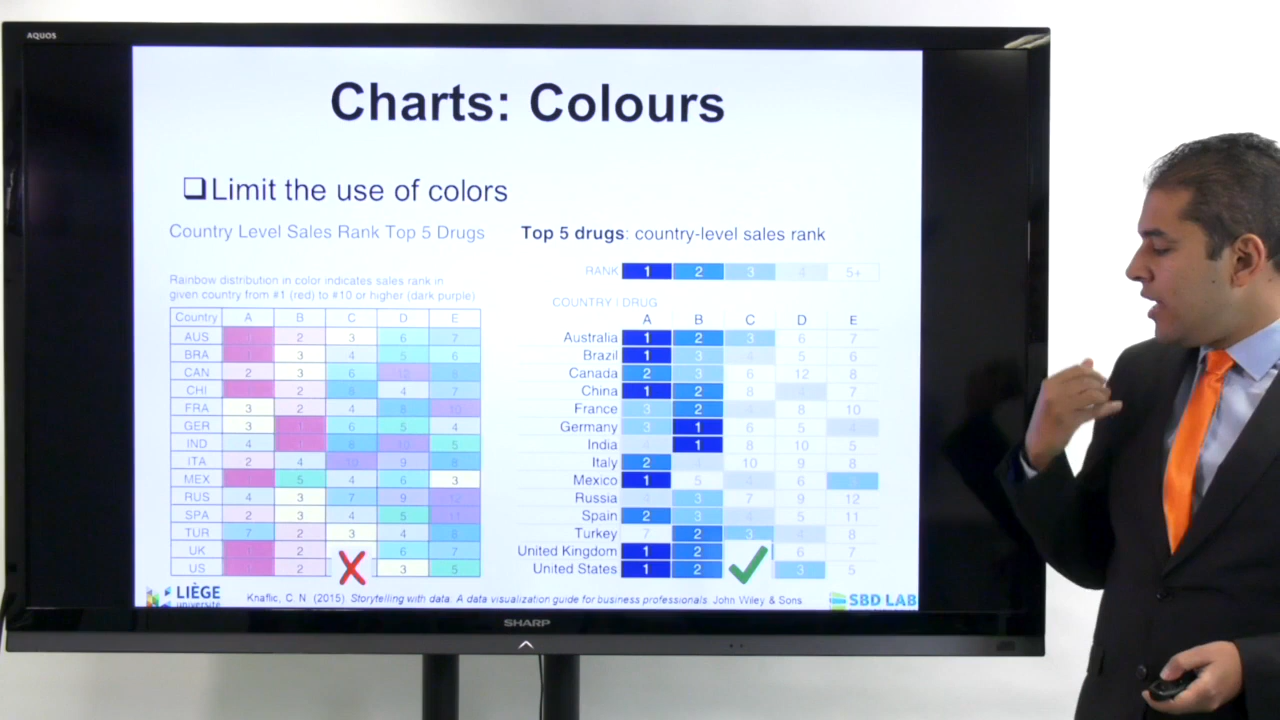 AQUOS
Charts: Colours
❑Limit the use of colors
Country Level Sales Rank Top 5 Drugs
Rainbow distribution in color indicates sales rank in
given country from #1 (red) to #10 or higher (dark purple)
Country A B C D E
AUS 2 3 6 7
BRA 3 4 5 6
CAN 2 3 6 12 8
CHI 2 8 4 7
FRA 3 2 4 8 10
GER 3 1 6 5 4
IND 4 1 8 10 5
ITA 2 4 10 9 8
MEX 5 4 6 3
RUS 4 3 7 9 12
SPA 2 3 4 5 11
TUR 7 2 3 4 8
UK 2 6 7
US 2 3 5
Top 5 drugs: country-level sales rank
RANK 1 2 3 4 5+
COUNTRY | DRUG
A B C D E
Australia 1 2 3 6 7
Brazil 1 3 4 5 6
Canada 2 3 6 12 8
China 1 2 8 4 7
France 3 2 4 8 10
Germany 3 1 6 5 4
India 4 1 8 10 5
Italy 2 4 10 9 8
Mexico 1 5 4 6 3
Russia 4 3 7 9 12
Spain 2 3 4 5 11
Turkey 7 2 3 4 8
United Kingdom 1 2 6 7
United States 1 2 3 5
LIÈGE
université
Knaflic, C. N. (2015). Storytelling with data: A data visualization guide for business professionals. John Wiley & Sons
SBD LAB
SHARP